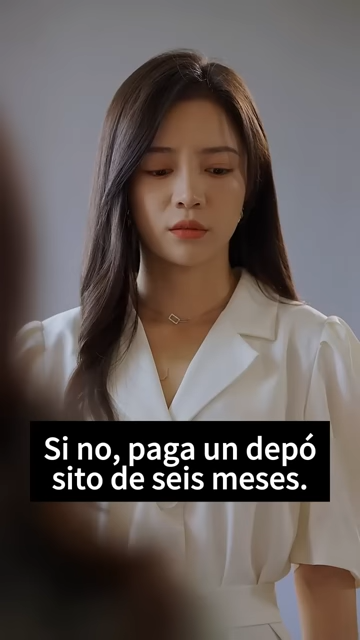 Si no, paga un depó
sito de seis meses.